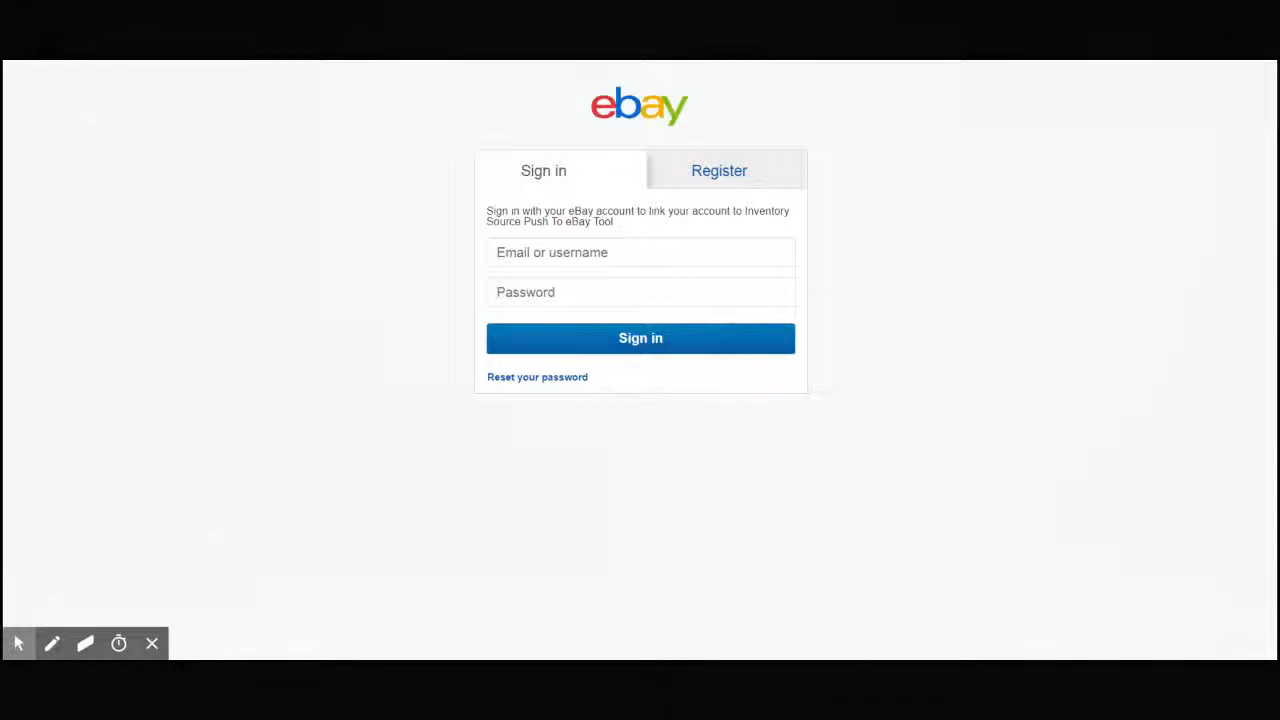 ebay
Sign in
Register
Sign in with your eBay account to link your account to Inventory
Source Push To eBay Tool
Email or username
Password
Sign in
Reset your password